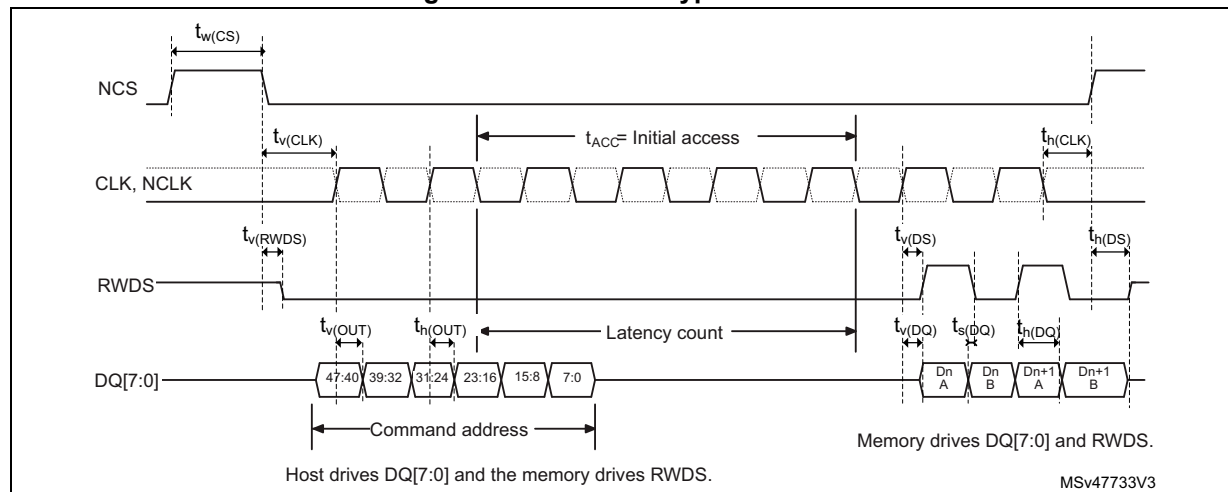 tw(CS)
NCS
tv(CLK)
tACC= Initial access
th(CLK)
CLK, NCLK
tv(RWDS)
tv(DS)
th(DS)
RWDS
tv(OUT)
th(OUT)
Latency count
tv(DQ)
ts(DQ)
th(DQ)
DQ[7:0]
47:40
39:32
31:24
23:16
15:8
7:0
Dn
A
Dn
B
Dn+1
A
Dn+1
B
Command address
Memory drives DQ[7:0] and RWDS.
Host drives DQ[7:0] and the memory drives RWDS.
MSv47733V3